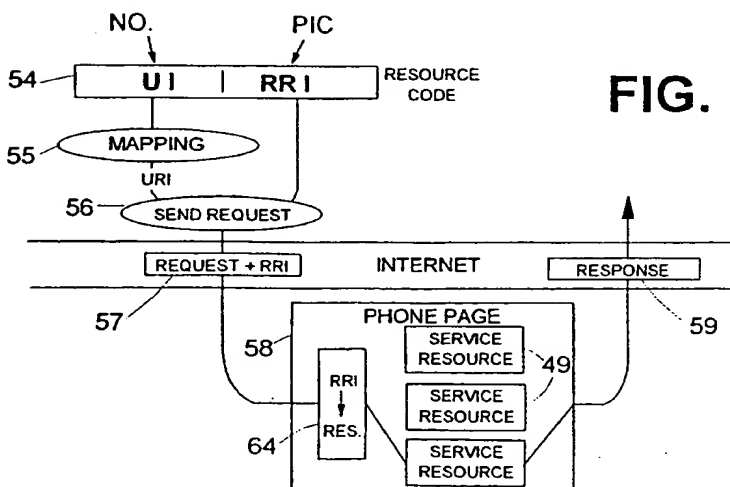 NO.
PIC
54
UI | RRI
RESOURCE
CODE
FIG.
55
MAPPING
URI
56
SEND REQUEST
REQUEST + RRI
INTERNET
RESPONSE
57
59
58
PHONE PAGE
SERVICE
RESOURCE
49
RRI
RES.
64
SERVICE
RESOURCE
SERVICE
RESOURCE